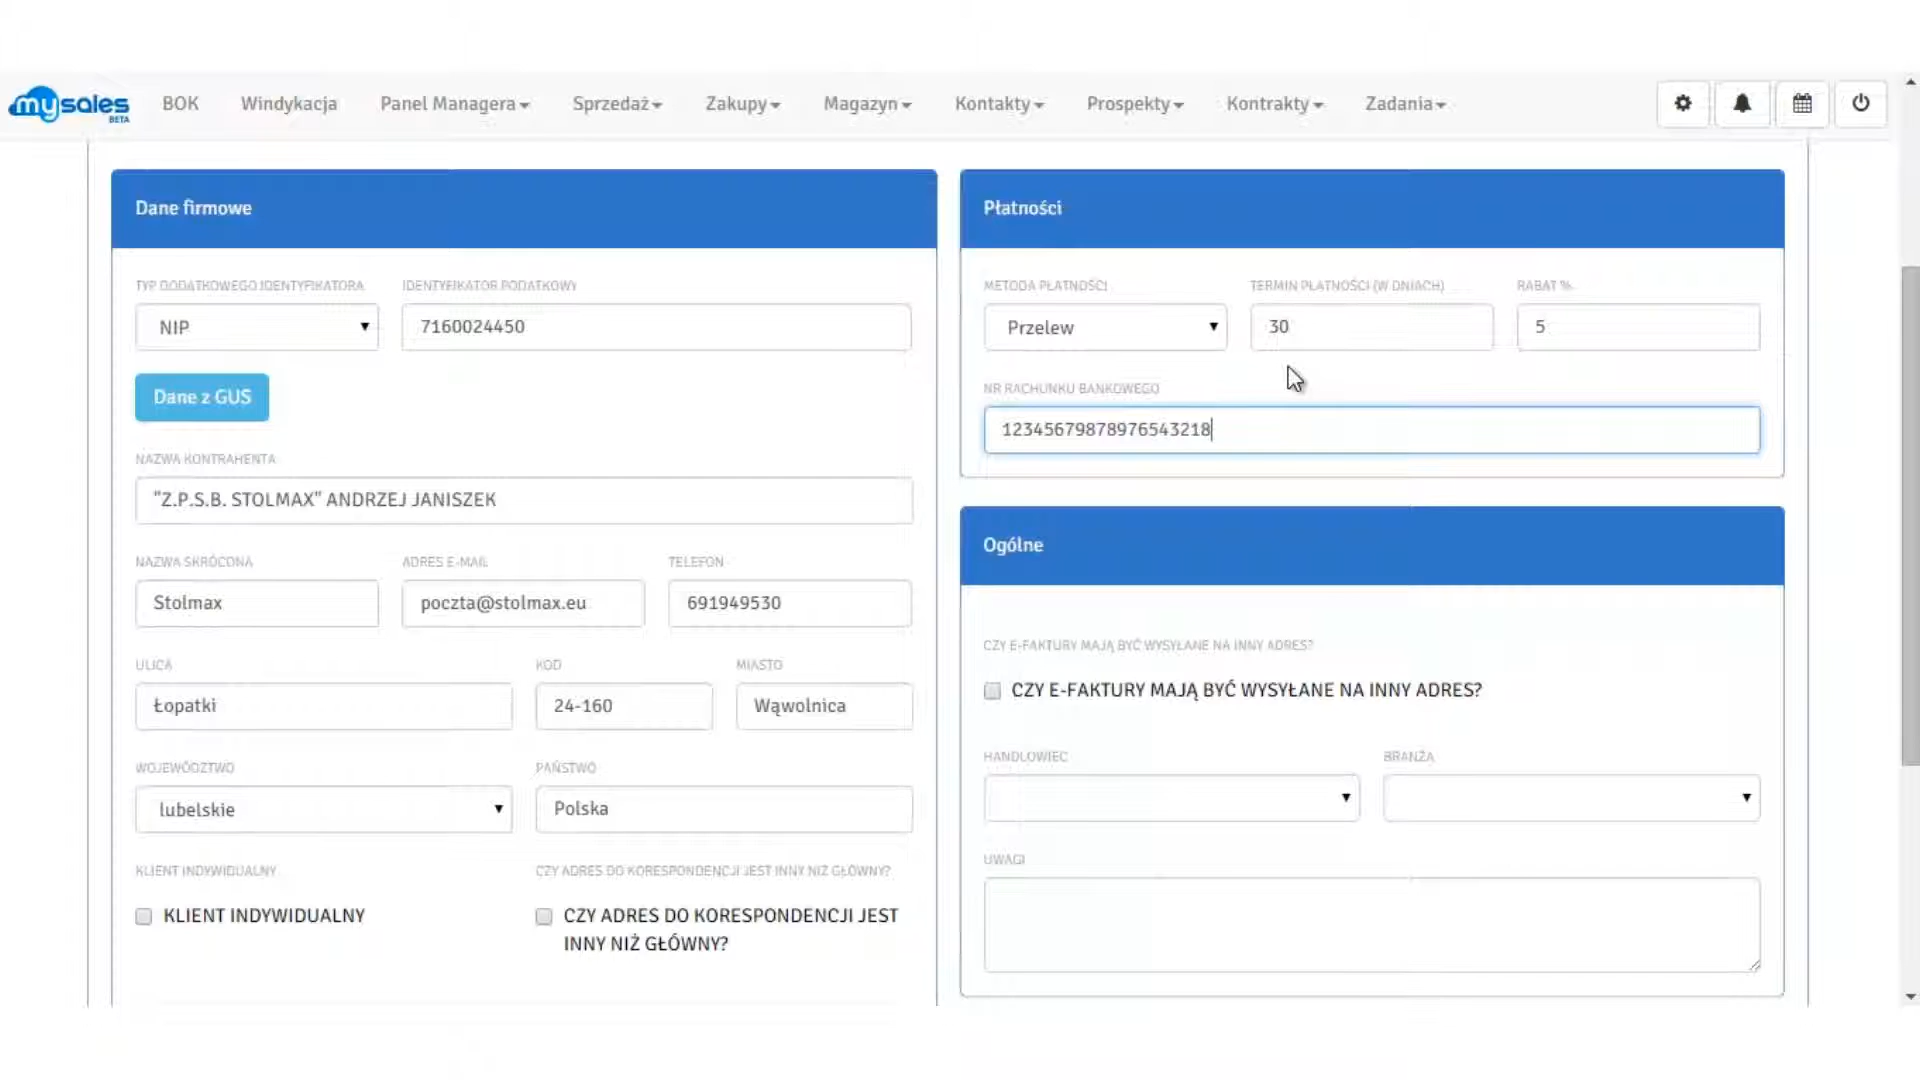 mysales
BETA
BOK
Windykacja
Panel Managera
Sprzedaż
Zakupy
Magazyn
Kontakty
Prospekty
Kontrakty
Zadania
Dane firmowe
TYP DODATKOWEGO IDENTYFIKATORA
IDENTYFIKATOR PODATKOWY
NIP
7160024450
Dane z GUS
NAZWA KONTRAHENTA
"Z.P.S.B. STOLMAX" ANDRZEJ JANISZEK
NAZWA SKRÓCONA
ADRES E-MAIL
TELEFON
Stolmax
poczta@stolmax.eu
691949530
ULICA
KOD
MIASTO
Łopatki
24-160
Wąwolnica
WOJEWÓDZTWO
PAŃSTWO
lubelskie
Polska
KLIENT INDYWIDUALNY
CZY ADRES DO KORESPONDENCJI JEST INNY NIŻ GŁÓWNY?
KLIENT INDYWIDUALNY
CZY ADRES DO KORESPONDENCJI JEST
INNY NIŻ GŁÓWNY?
Płatności
METODA PŁATNOŚCI
TERMIN PŁATNOŚCI (W DNIACH)
RABAT %
Przelew
30
5
NR RACHUNKU BANKOWEGO
12345679878976543218
Ogólne
CZY E-FAKTURY MAJĄ BYĆ WYSYŁANE NA INNY ADRES?
CZY E-FAKTURY MAJĄ BYĆ WYSYŁANE NA INNY ADRES?
HANDLOWIEC
BRANŻA
UWAGI